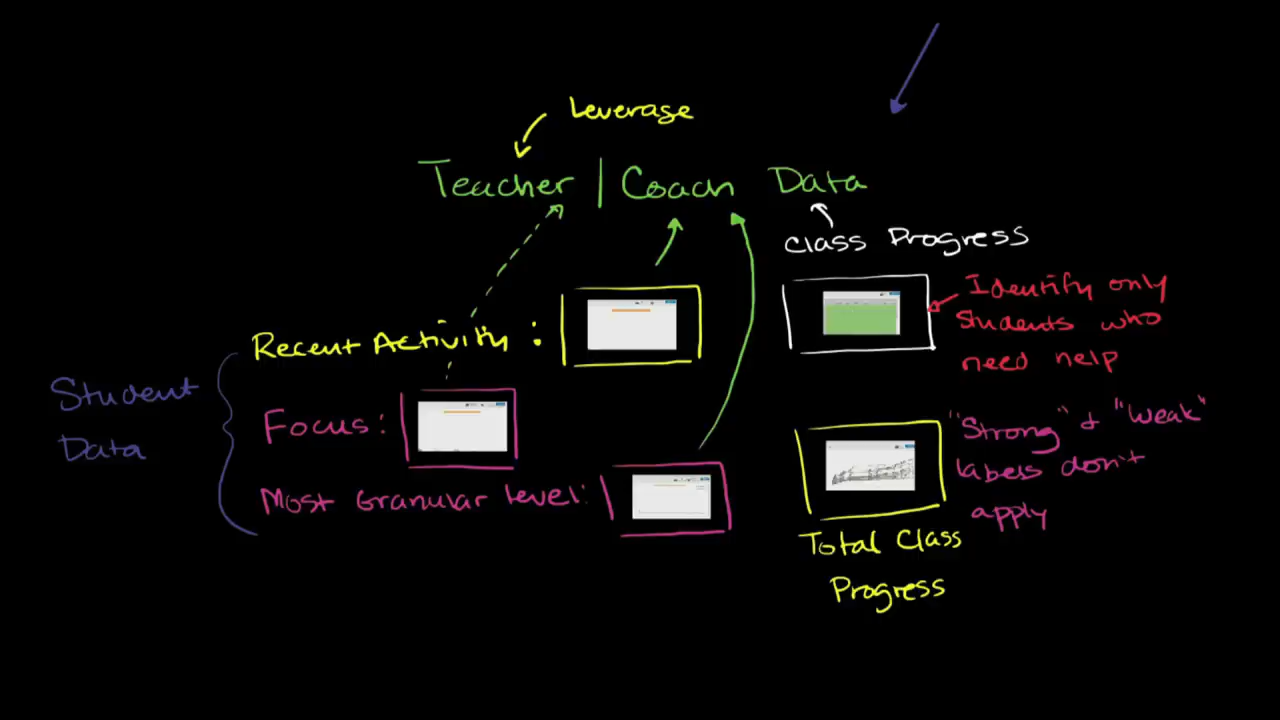 Leverage
Teacher | Coach Data
Class Progress
Identify only
students who
need help
Recent Activity:
Student
Data
Focus:
Most Granular level:
"Strong" & "Weak"
labels don't
apply
Total Class
Progress